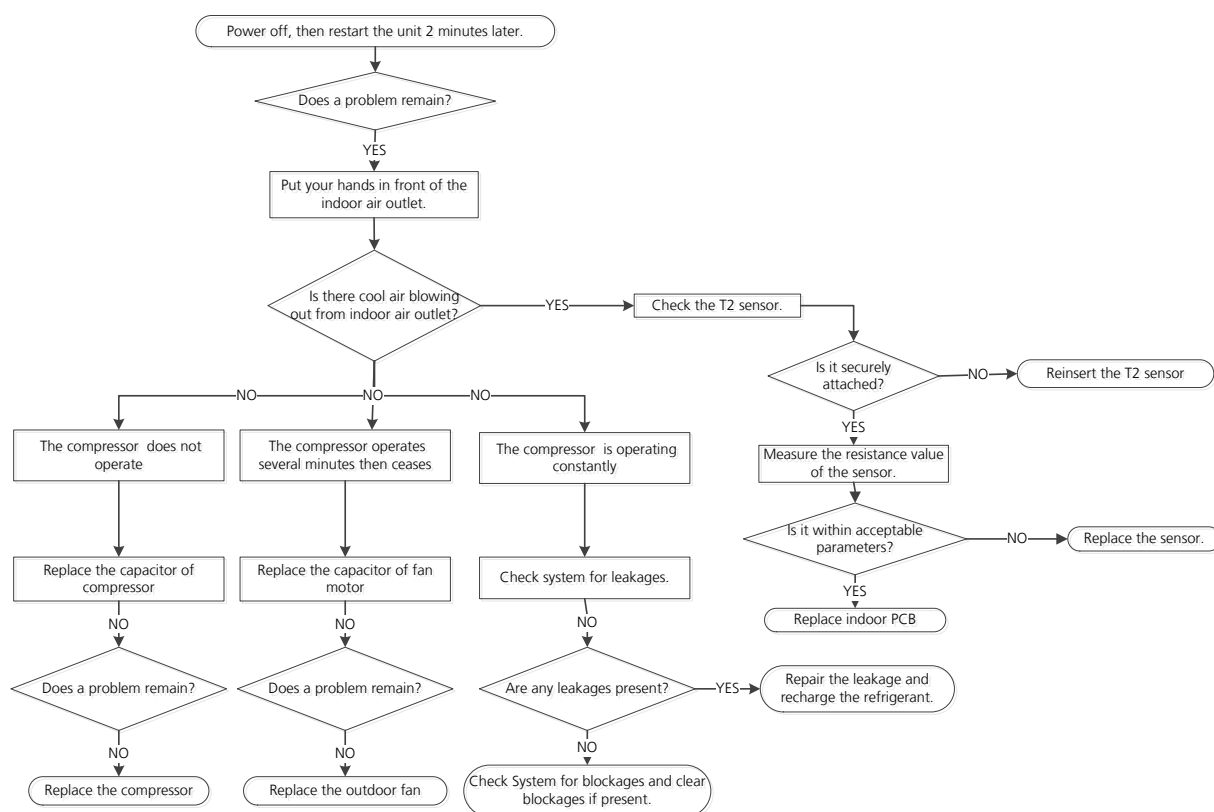 Power off, then restart the unit 2 minutes later.
Does a problem remain?
YES
Put your hands in front of the
indoor air outlet.
Is there cool air blowing
out from indoor air outlet?
YES
Check the T2 sensor.
Is it securely
attached?
NO
Reinsert the T2 sensor
YES
Measure the resistance value
of the sensor.
Is it within acceptable
parameters?
NO
Replace the sensor.
YES
Replace indoor PCB
NO
NO
NO
The compressor does not
operate
The compressor operates
several minutes then ceases
The compressor is operating
constantly
Replace the capacitor of
compressor
Replace the capacitor of fan
motor
Check system for leakages.
NO
NO
NO
Does a problem remain?
Does a problem remain?
Are any leakages present?
YES
Repair the leakage and
recharge the refrigerant.
NO
NO
NO
Replace the compressor
Replace the outdoor fan
Check System for blockages and clear
blockages if present.